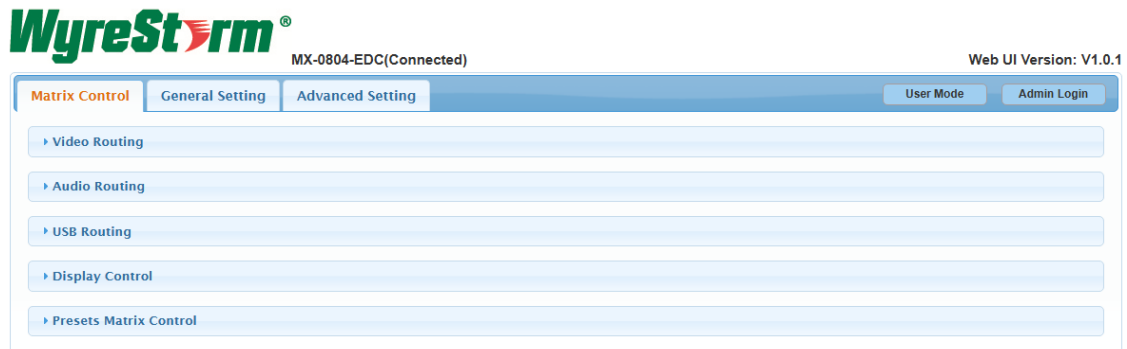 WyreStorm®
MX-0804-EDC(Connected) Web UI Version: V1.0.1
Matrix Control General Setting Advanced Setting User Mode Admin Login
Video Routing
Audio Routing
USB Routing
Display Control
Presets Matrix Control